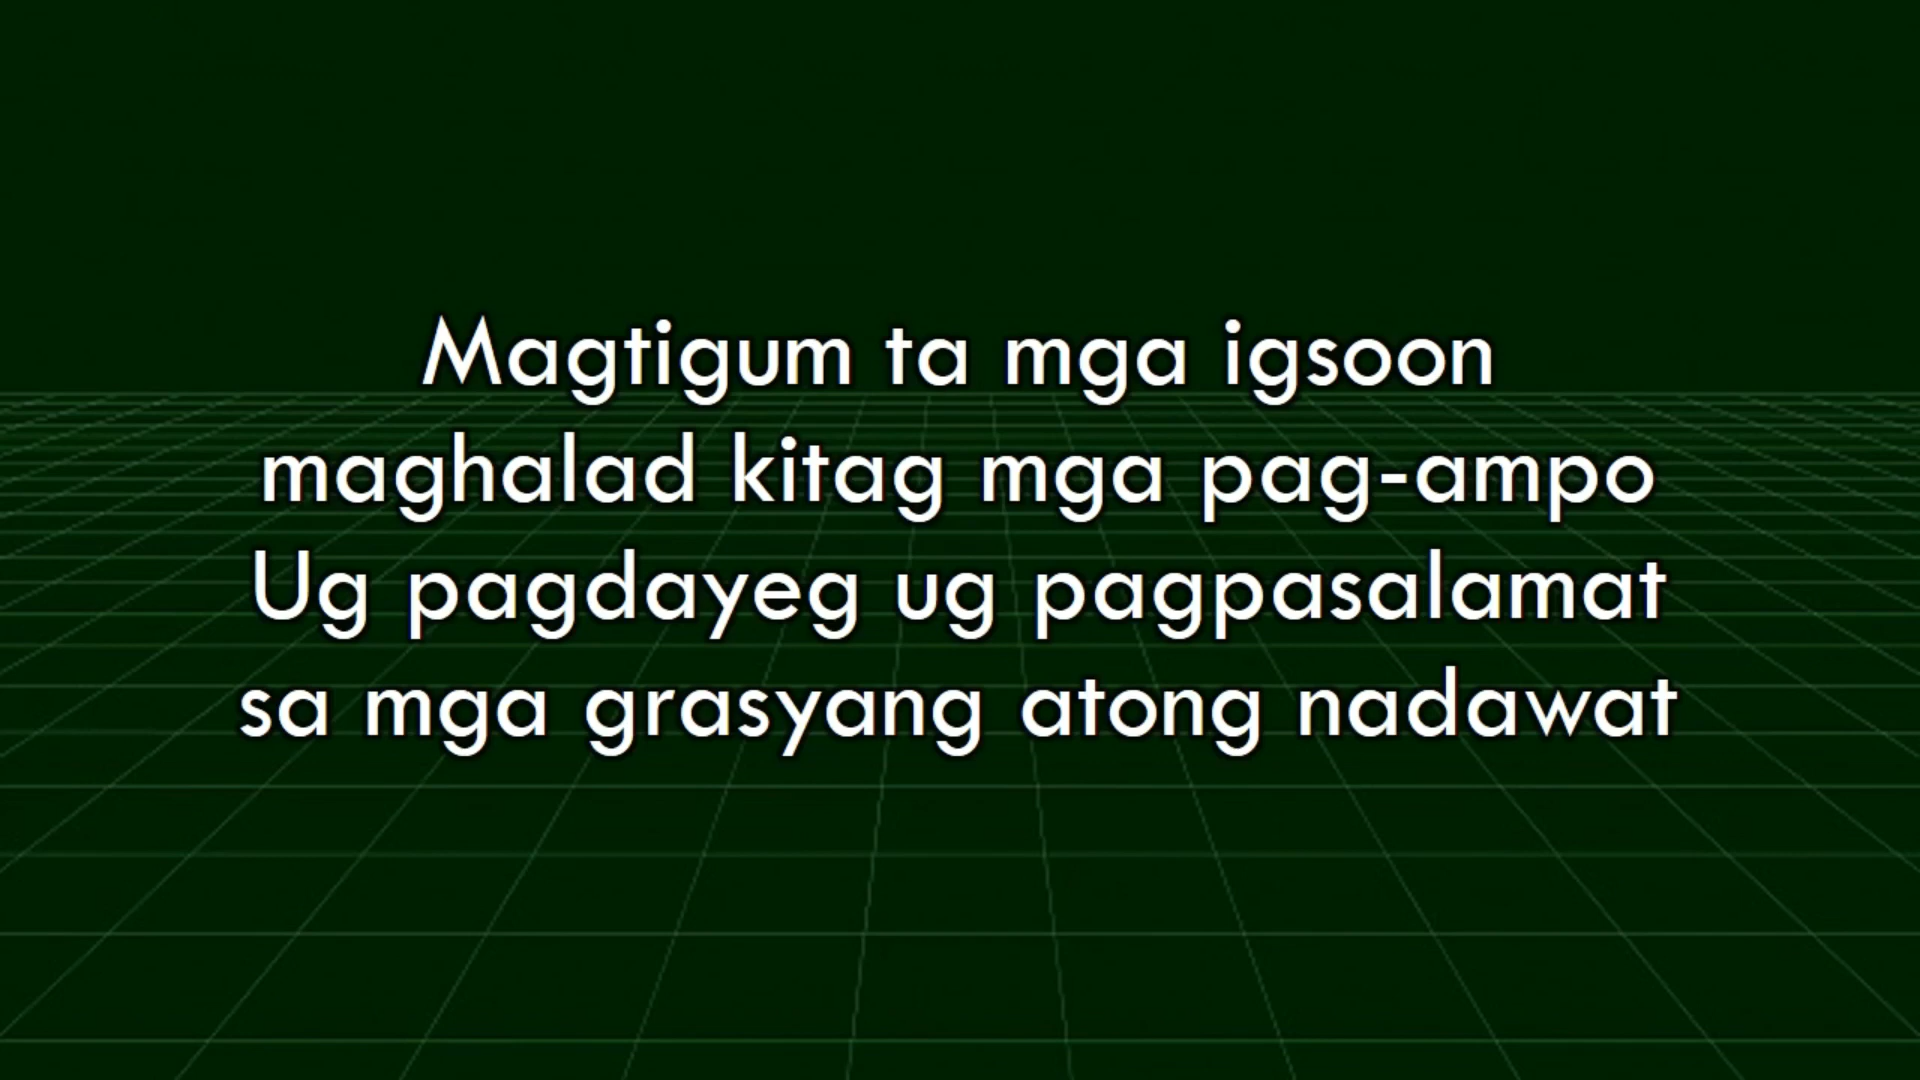 Magtigum ta mga igsoon
maghalad kitag mga pag-ampo
Ug pagdayeg ug pagpasalamat
sa mga grasyang atong nadawat